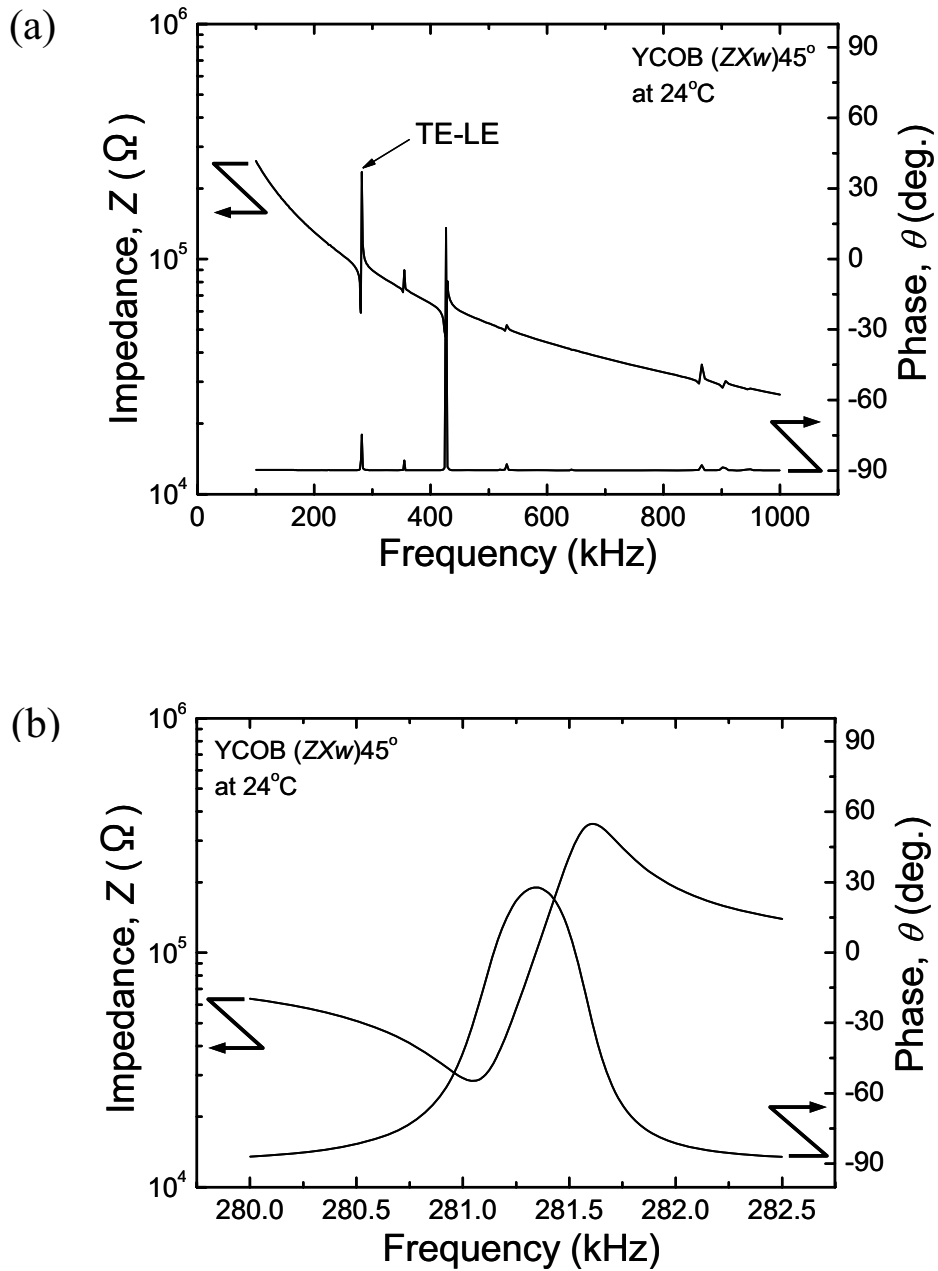 (a)
10^6
10^5
10^4
Impedance, Z ( Ω )
YCOB (ZXw)45°
at 24°C
TE-LE
90
60
30
0
-30
-60
-90
Phase, θ (deg.)
0 200 400 600 800 1000
Frequency (kHz)
(b)
10^6
10^5
10^4
Impedance, Z ( Ω )
YCOB (ZXw)45°
at 24°C
90
60
30
0
-30
-60
-90
Phase, θ (deg.)
280.0 280.5 281.0 281.5 282.0 282.5
Frequency (kHz)